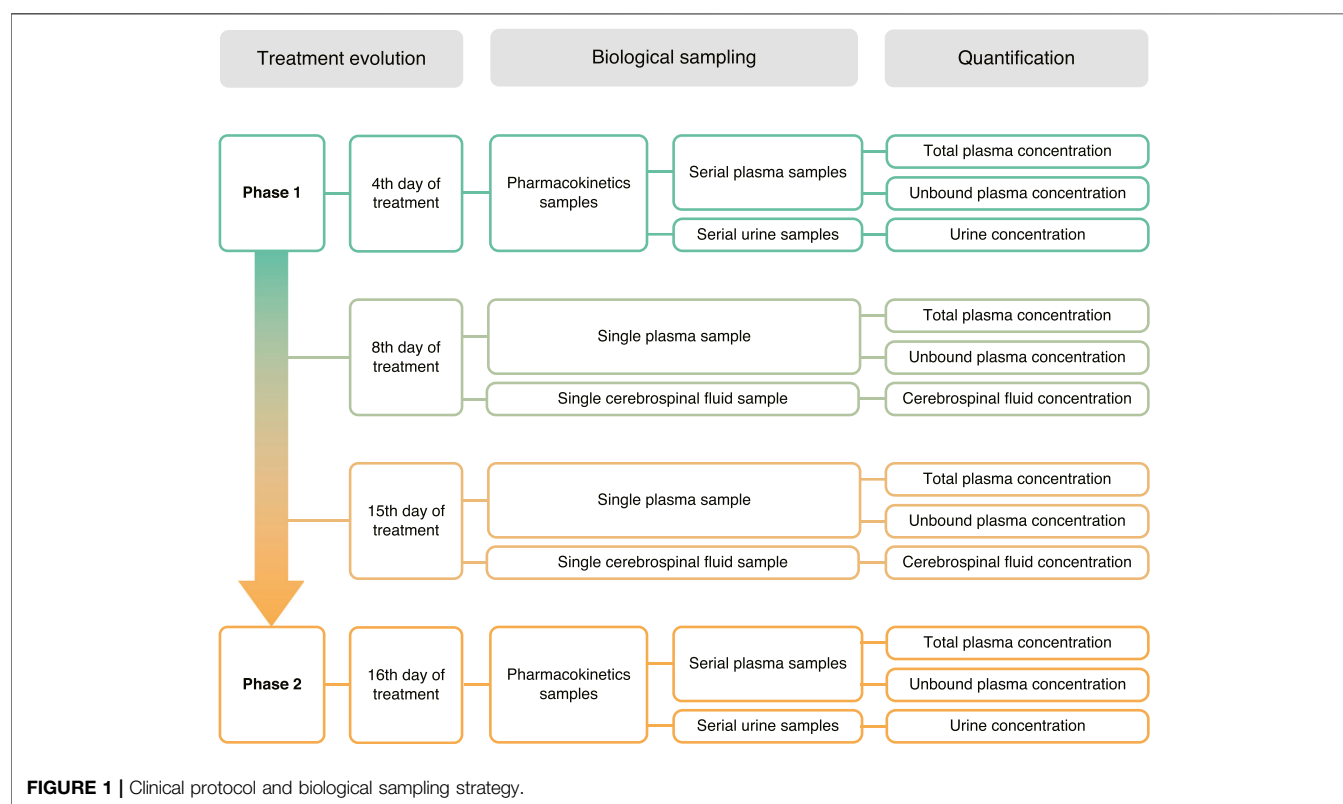 Treatment evolution
Biological sampling
Quantification
Phase 1
4th day of
treatment
Pharmacokinetics
samples
Serial plasma samples
Serial urine samples
Total plasma concentration
Unbound plasma concentration
Urine concentration
8th day of
treatment
Single plasma sample
Single cerebrospinal fluid sample
Total plasma concentration
Unbound plasma concentration
Cerebrospinal fluid concentration
15th day of
treatment
Single plasma sample
Single cerebrospinal fluid sample
Total plasma concentration
Unbound plasma concentration
Cerebrospinal fluid concentration
Phase 2
16th day of
treatment
Pharmacokinetics
samples
Serial plasma samples
Serial urine samples
Total plasma concentration
Unbound plasma concentration
Urine concentration
FIGURE 1 | Clinical protocol and biological sampling strategy.